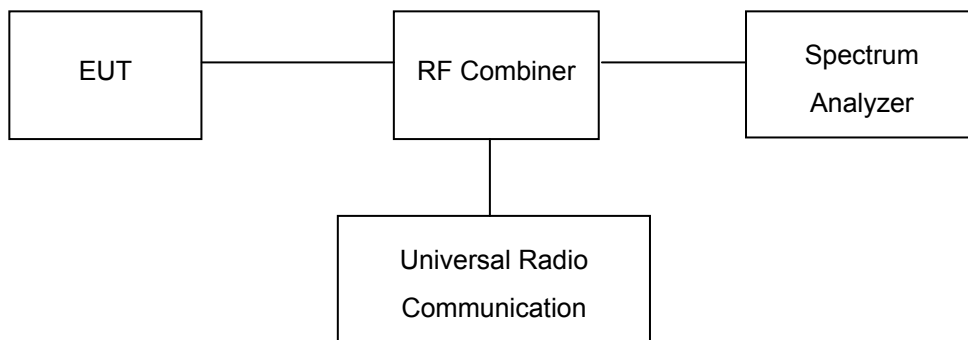 EUT
RF Combiner
Spectrum
Analyzer
Universal Radio
Communication